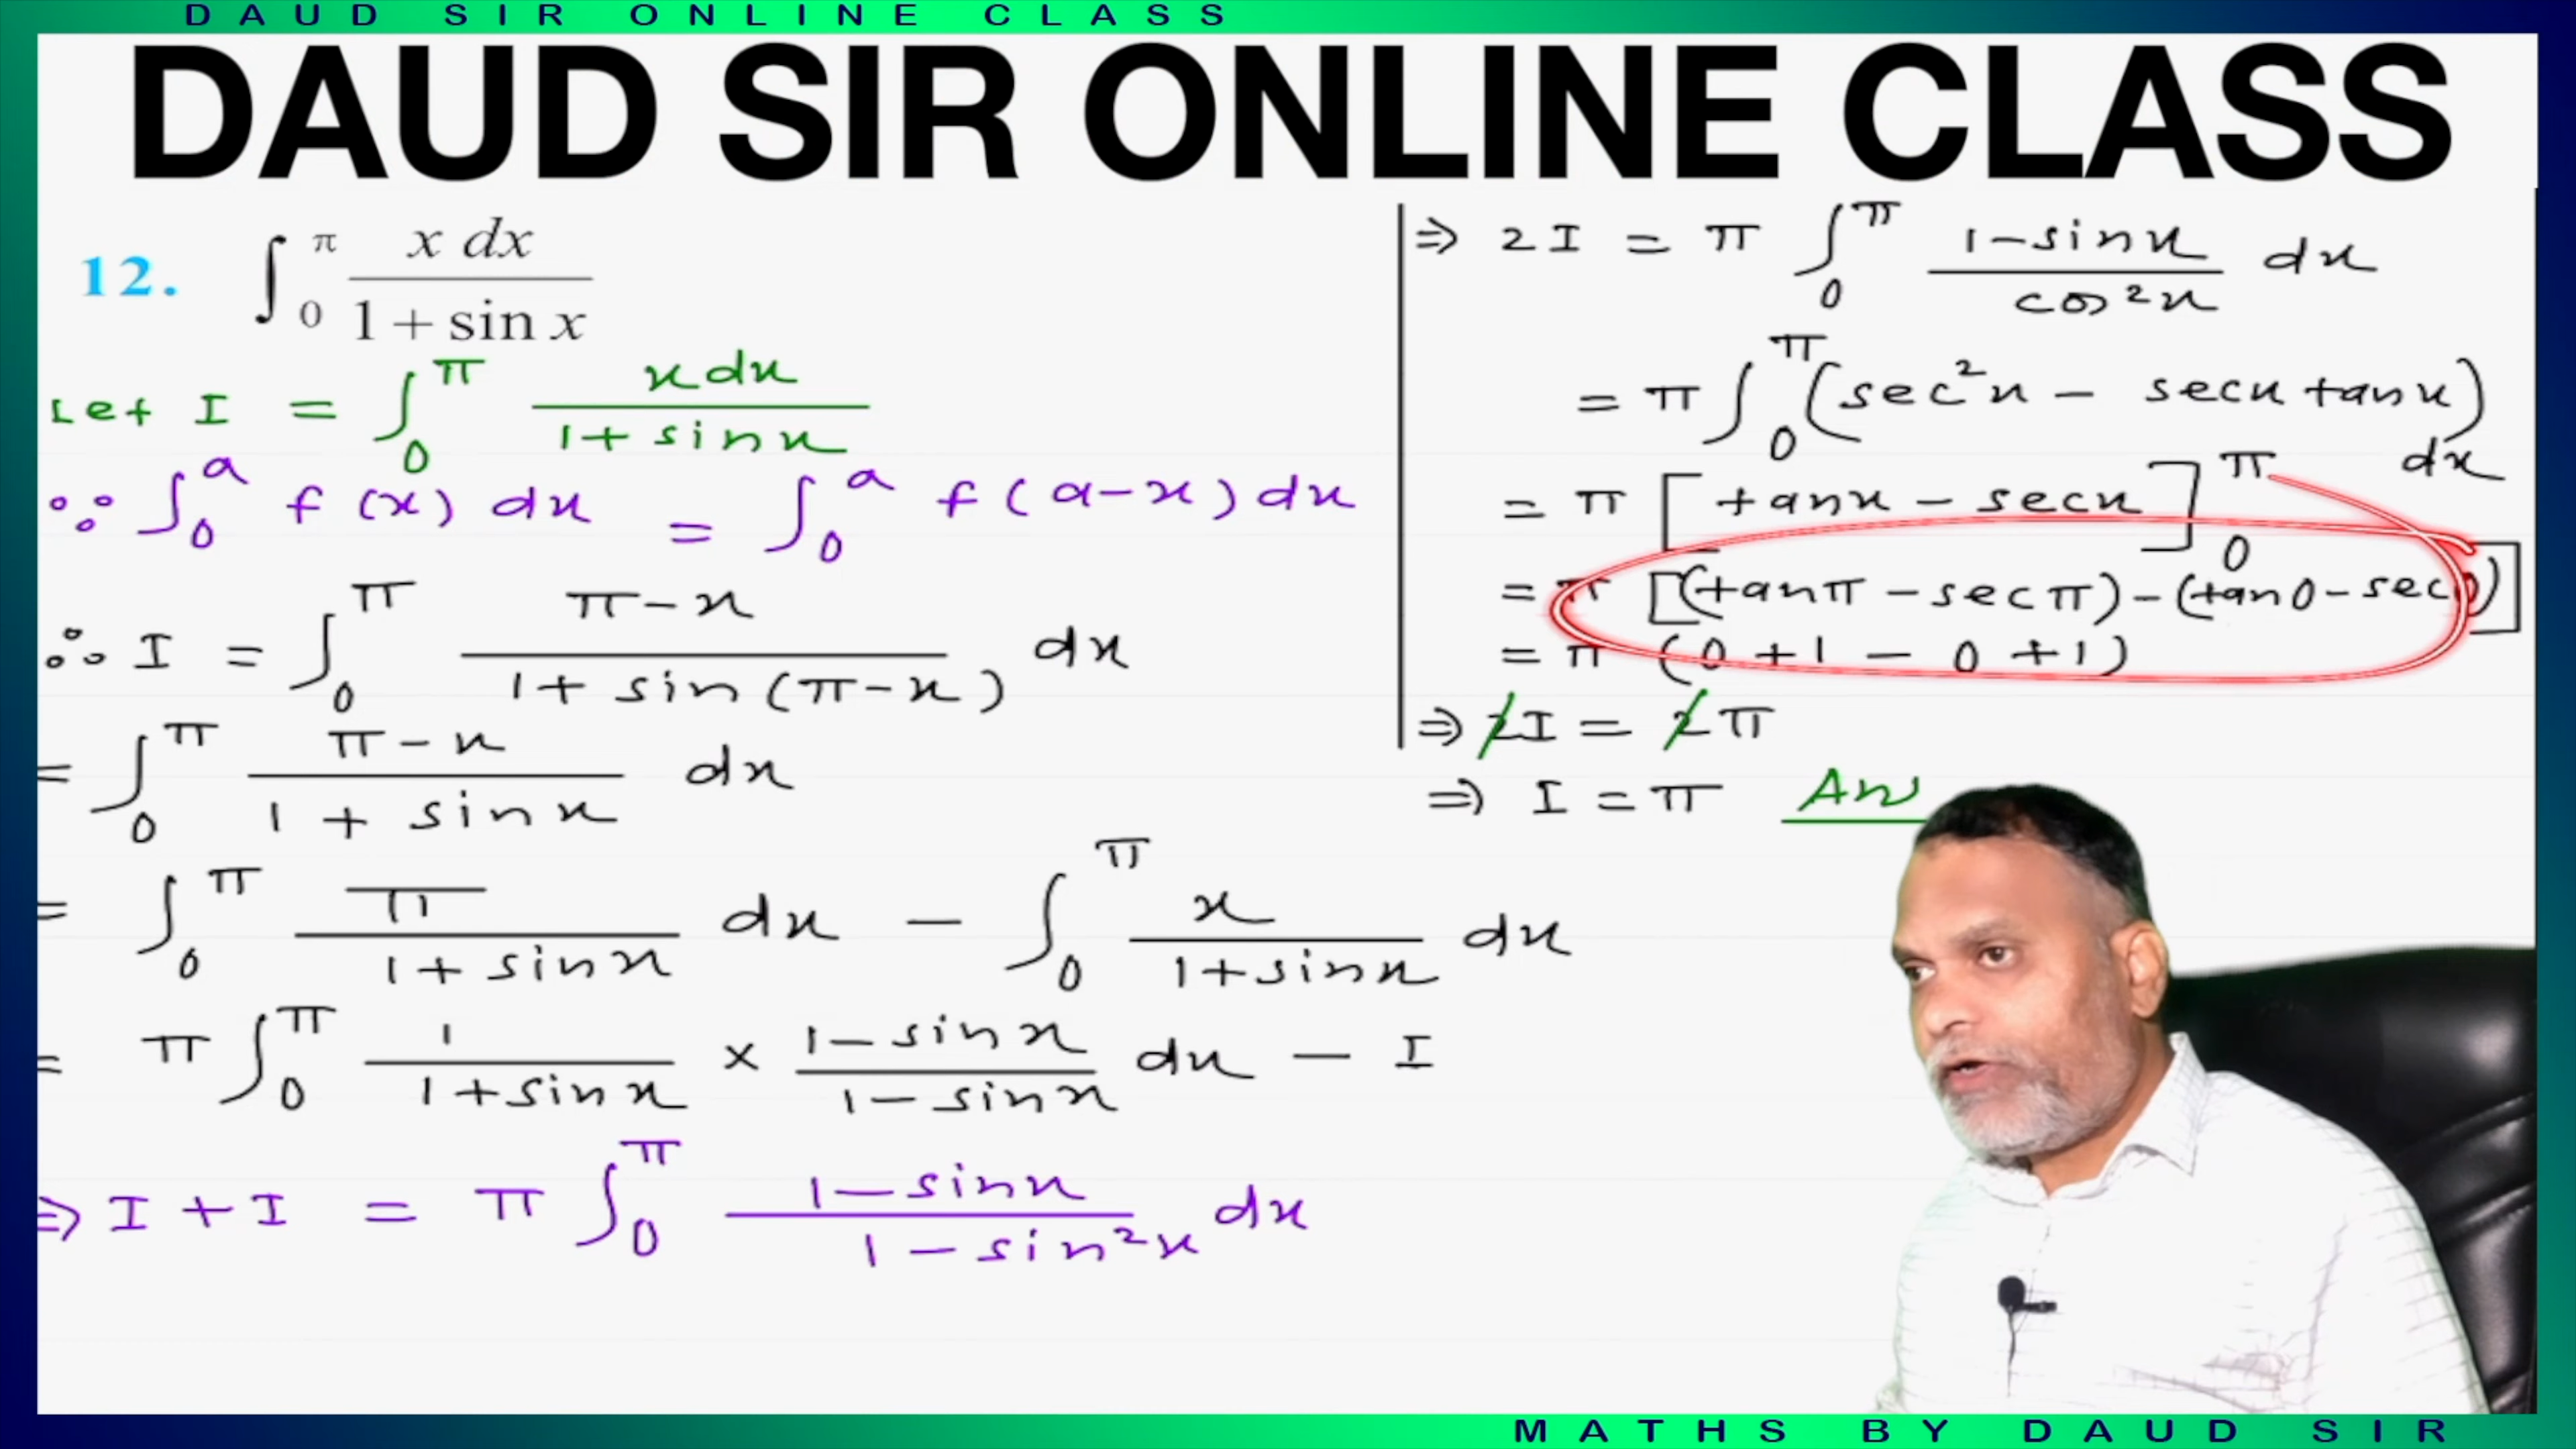 DAUD SIR ONLINE CLASS
DAUD SIR ONLINE CLASS
12. ∫₀^π x dx / (1 + sin x)
Let I = ∫₀^π x dx / (1 + sin x)
∵ ∫₀^a f(x) dx = ∫₀^a f(a-x) dx
∴ I = ∫₀^π (π - x) / (1 + sin(π - x)) dx
= ∫₀^π (π - x) / (1 + sin x) dx
= ∫₀^π π / (1 + sin x) dx - ∫₀^π x / (1 + sin x) dx
= π ∫₀^π 1 / (1 + sin x) × (1 - sin x) / (1 - sin x) dx - I
⇒ I + I = π ∫₀^π (1 - sin x) / (1 - sin²x) dx
⇒ 2I = π ∫₀^π (1 - sin x) / cos²x dx
= π ∫₀^π (sec²x - sec x tan x) dx
= π [tan x - sec x]₀^π
= π [(tan π - sec π) - (tan 0 - sec 0)]
= π (0 + 1 - 0 + 1)
⇒ 2I = 2π
⇒ I = π Ans
MATHS BY DAUD SIR